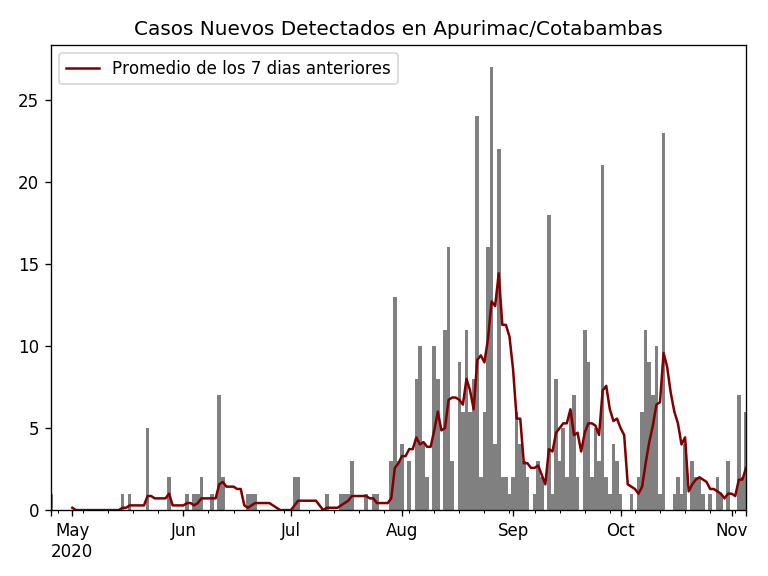 Casos Nuevos Detectados en Apurimac/Cotabambas
Promedio de los 7 dias anteriores
25
20
15
10
5
0
May Jun Jul Aug Sep Oct Nov
2020